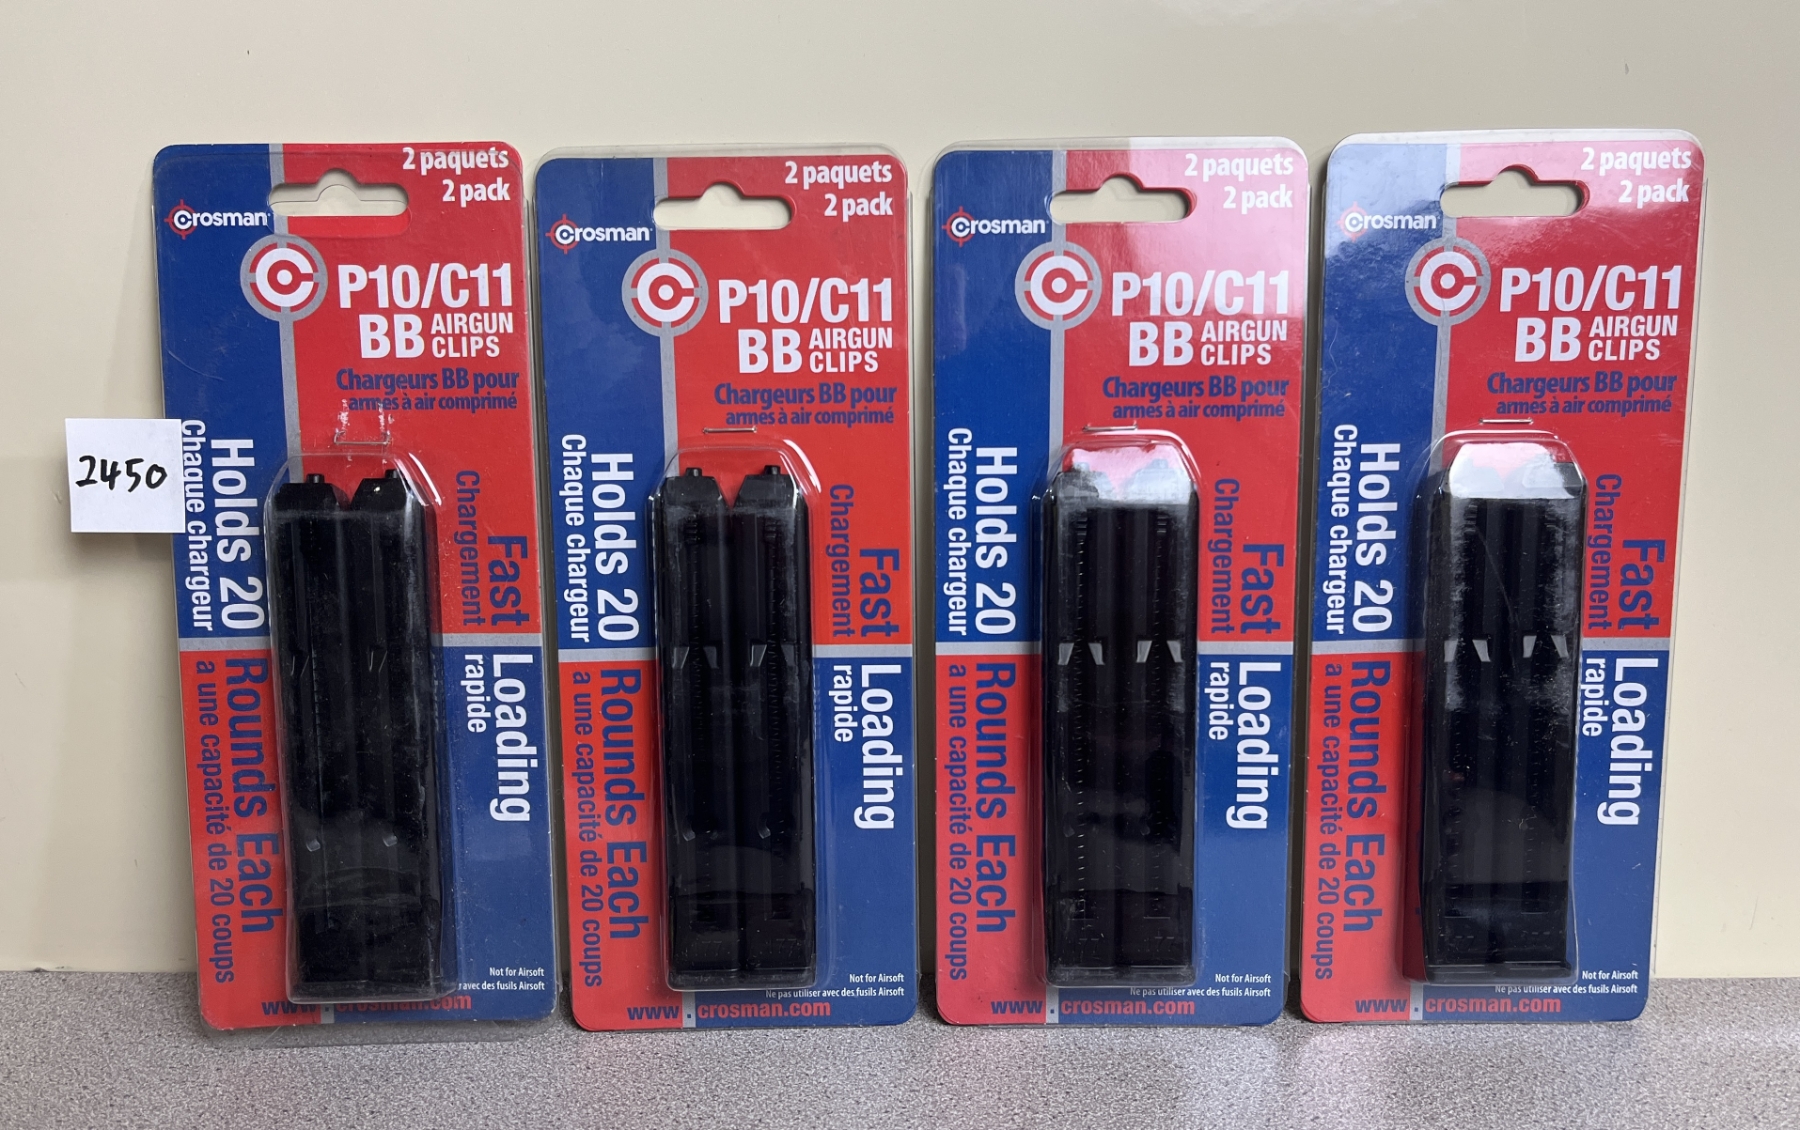 2450
2 paquets
2 pack
Crosman
P10/C11
BB AIRGUN
CLIPS
Chargeurs BB pour
armes à air comprimé
Holds 20
Chaque chargeur
Rounds Each
a une capacité de 20 coups
Fast
Chargement
Loading
rapide
Not for Airsoft
avec des fusils Airsoft
www.crosman.com
2 paquets
2 pack
Crosman
P10/C11
BB AIRGUN
CLIPS
Chargeurs BB pour
armes à air comprimé
Holds 20
Chaque chargeur
Rounds Each
a une capacité de 20 coups
Fast
Chargement
Loading
rapide
Not for Airsoft
Ne pas utiliser avec des fusils Airsoft
www.crosman.com
2 paquets
2 pack
Crosman
P10/C11
BB AIRGUN
CLIPS
Chargeurs BB pour
armes à air comprimé
Holds 20
Chaque chargeur
Rounds Each
a une capacité de 20 coups
Fast
Chargement
Loading
rapide
Not for Airsoft
Ne pas utiliser avec des fusils Airsoft
www.crosman.com
2 paquets
2 pack
Crosman
P10/C11
BB AIRGUN
CLIPS
Chargeurs BB pour
armes à air comprimé
Holds 20
Chaque chargeur
Rounds Each
a une capacité de 20 coups
Fast
Chargement
Loading
rapide
Not for Airsoft
Ne pas utiliser avec des fusils Airsoft
www.crosman.com